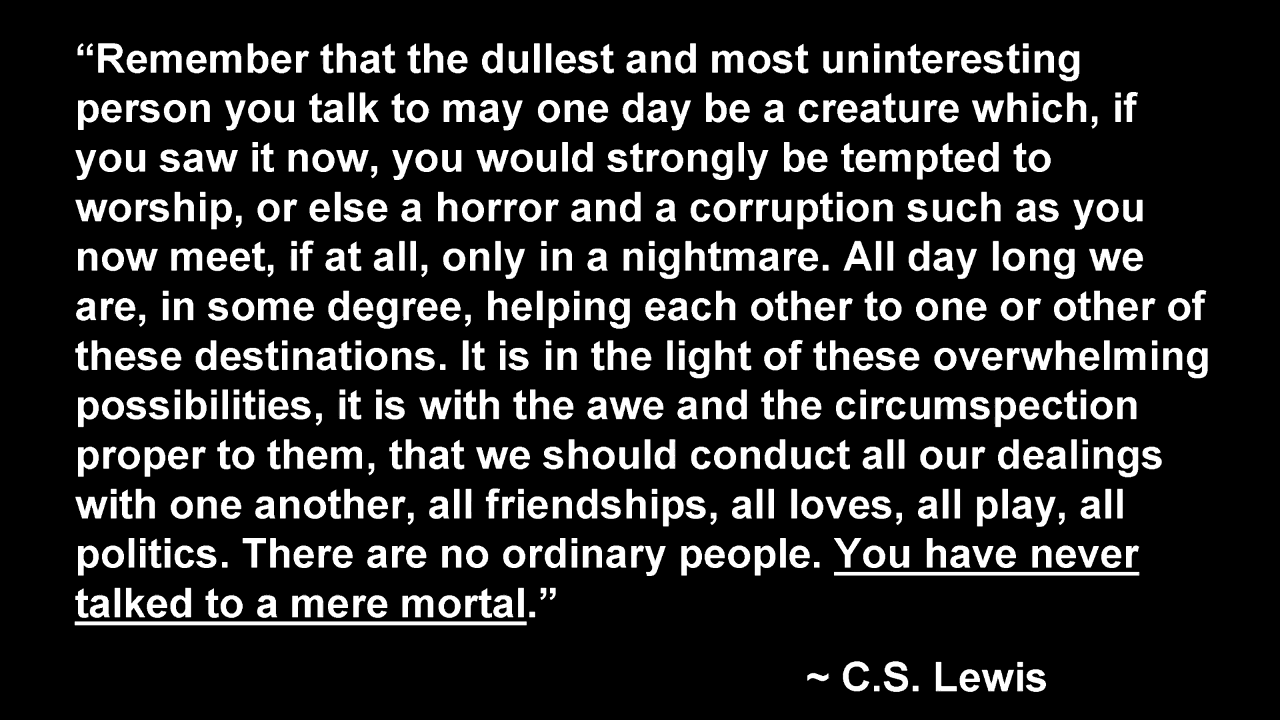 “Remember that the dullest and most uninteresting
person you talk to may one day be a creature which, if
you saw it now, you would strongly be tempted to
worship, or else a horror and a corruption such as you
now meet, if at all, only in a nightmare. All day long we
are, in some degree, helping each other to one or other of
these destinations. It is in the light of these overwhelming
possibilities, it is with the awe and the circumspection
proper to them, that we should conduct all our dealings
with one another, all friendships, all loves, all play, all
politics. There are no ordinary people. You have never
talked to a mere mortal.”
~ C.S. Lewis